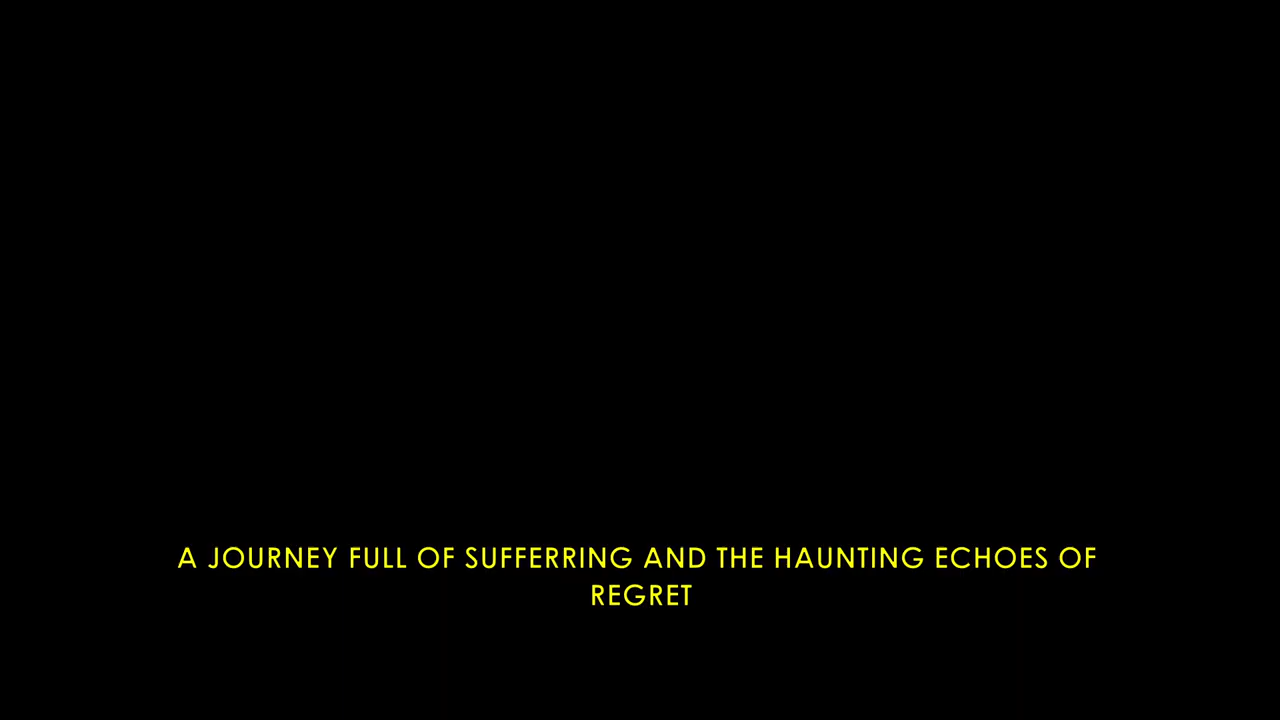 A JOURNEY FULL OF SUFFERRING AND THE HAUNTING ECHOES OF
REGRET